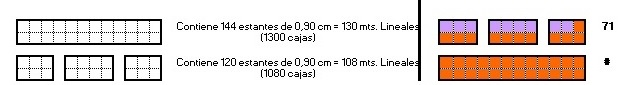 Contiene 144 estantes de 0,90 cm = 130 mts. Lineales
(1300 cajas)
71
Contiene 120 estantes de 0,90 cm = 108 mts. Lineales
(1080 cajas)
#